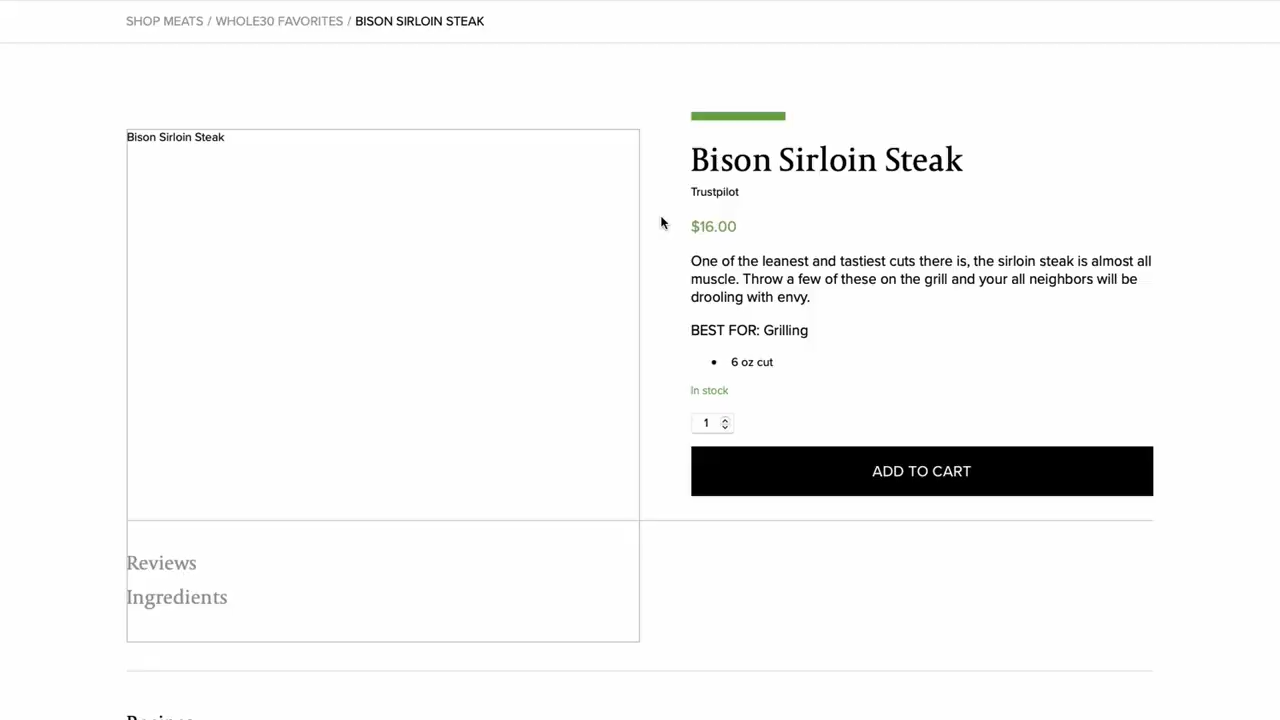 SHOP MEATS / WHOLE30 FAVORITES / BISON SIRLOIN STEAK
Bison Sirloin Steak
Bison Sirloin Steak
Trustpilot
$16.00
One of the leanest and tastiest cuts there is, the sirloin steak is almost all
muscle. Throw a few of these on the grill and your all neighbors will be
drooling with envy.
BEST FOR: Grilling
• 6 oz cut
In stock
1
ADD TO CART
Reviews
Ingredients
Recipes